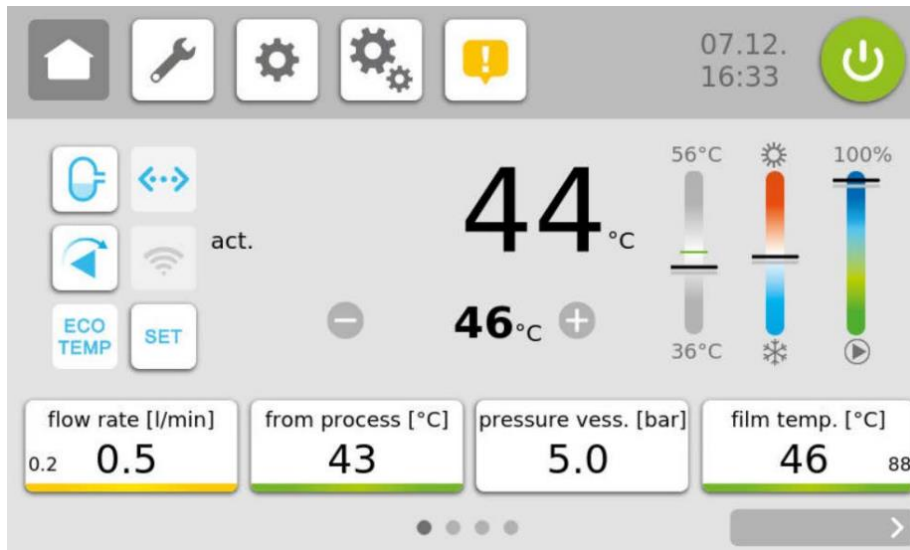 07.12.
16:33
56°C
100%
act.
44 °C
ECO
TEMP
SET
46 °C
36°C
flow rate [l/min]
0.2 0.5
from process [°C]
43
pressure vess. [bar]
5.0
film temp. [°C]
46 88